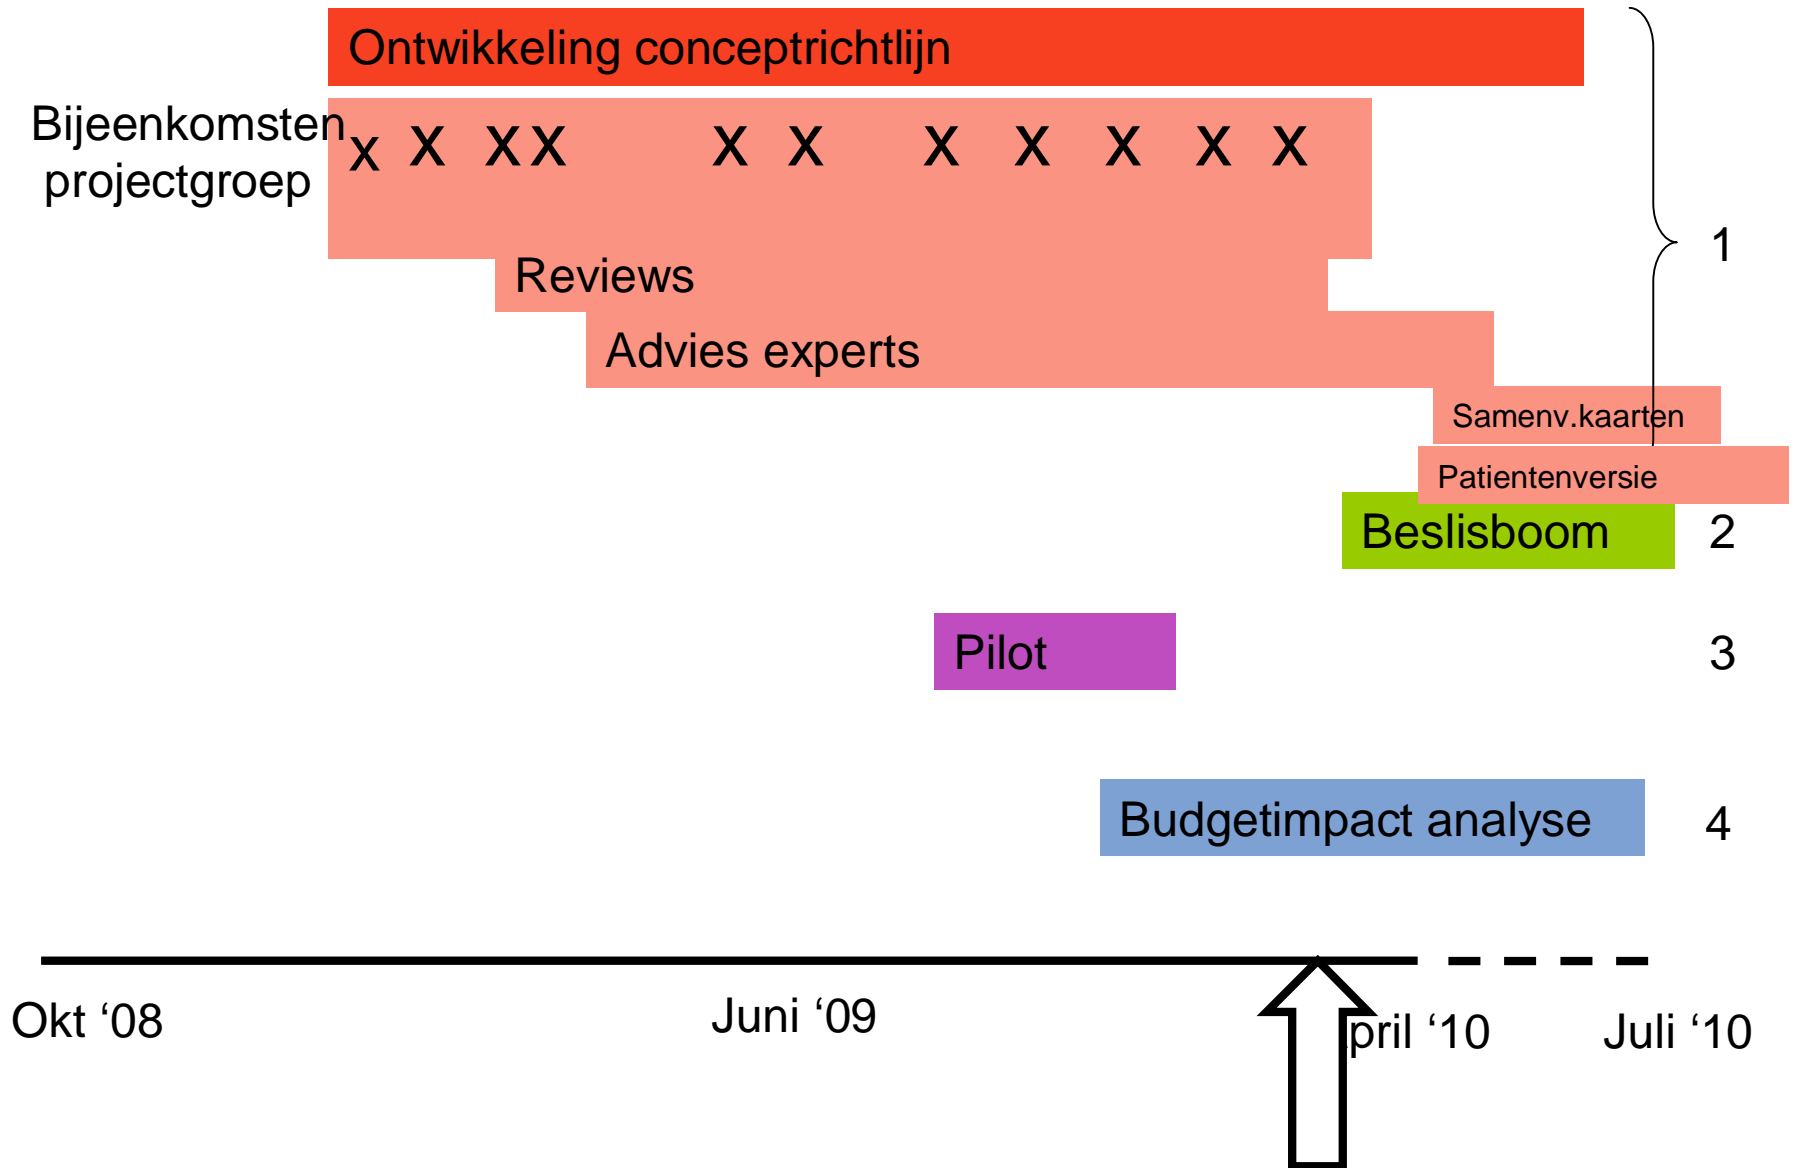 Ontwikkeling conceptrichtlijn
Bijeenkomsten
projectgroep
x x x x x x x x x x x
1
Reviews
Advies experts
Samenv.kaarten
Patientenversie
Beslisboom 2
Pilot 3
Budgetimpact analyse 4
Okt ‘08 Juni ‘09 pril ‘10 Juli ‘10